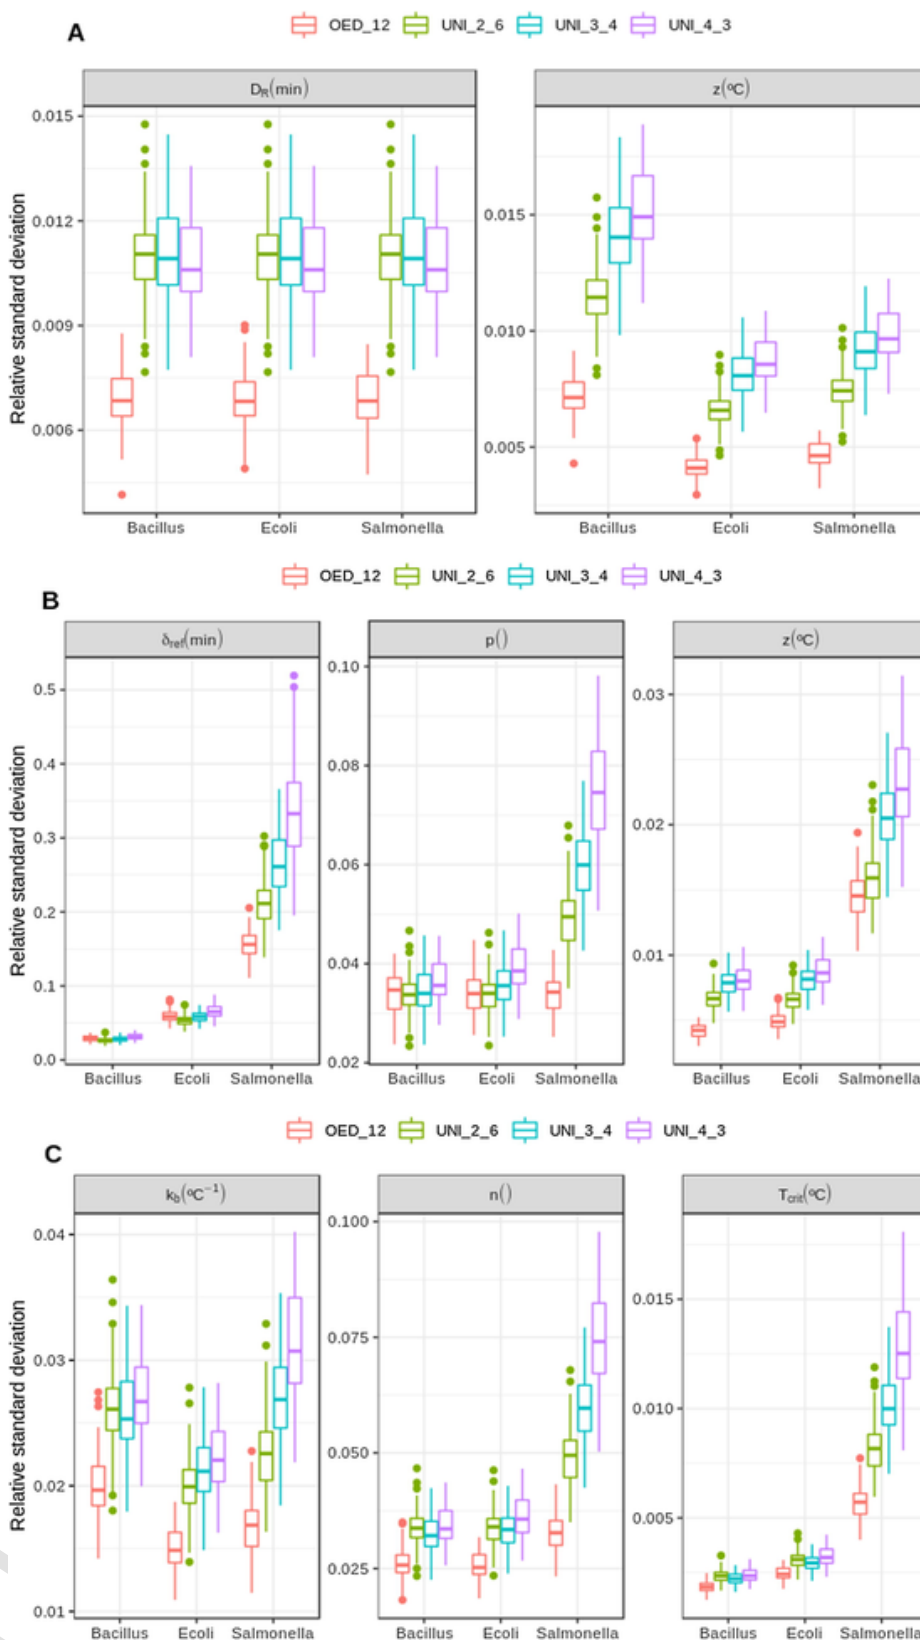 A
OED_12 UNI_2_6 UNI_3_4 UNI_4_3
D_R(min) z(ºC)
Relative standard deviation
0.015
0.012
0.009
0.006
0.015
0.010
0.005
Bacillus Ecoli Salmonella Bacillus Ecoli Salmonella
OED_12 UNI_2_6 UNI_3_4 UNI_4_3
B
δ_ref(min) p() z(ºC)
Relative standard deviation
0.5
0.4
0.3
0.2
0.1
0.0
0.10
0.08
0.06
0.04
0.02
0.03
0.02
0.01
Bacillus Ecoli Salmonella Bacillus Ecoli Salmonella Bacillus Ecoli Salmonella
OED_12 UNI_2_6 UNI_3_4 UNI_4_3
C
k_b(ºC⁻¹) n() T_crit(ºC)
Relative standard deviation
0.04
0.03
0.02
0.01
0.100
0.075
0.050
0.025
0.015
0.010
0.005
Bacillus Ecoli Salmonella Bacillus Ecoli Salmonella Bacillus Ecoli Salmonella